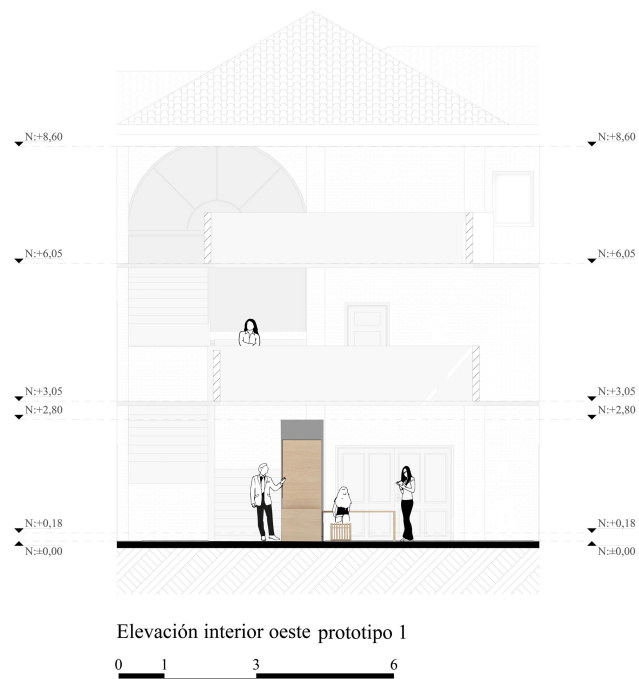 N:+8,60 N:+8,60
N:+6,05 N:+6,05
N:+3,05 N:+3,05
N:+2,80 N:+2,80
N:+0,18 N:+0,18
N:±0,00 N:±0,00
Elevación interior oeste prototipo 1
0 1 3 6